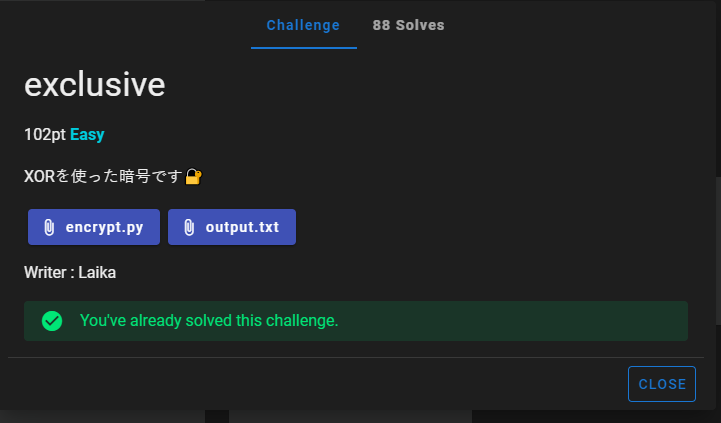 Challenge
88 Solves
exclusive
102pt Easy
XORを使った暗号です🔐
encrypt.py
output.txt
Writer : Laika
You've already solved this challenge.
CLOSE